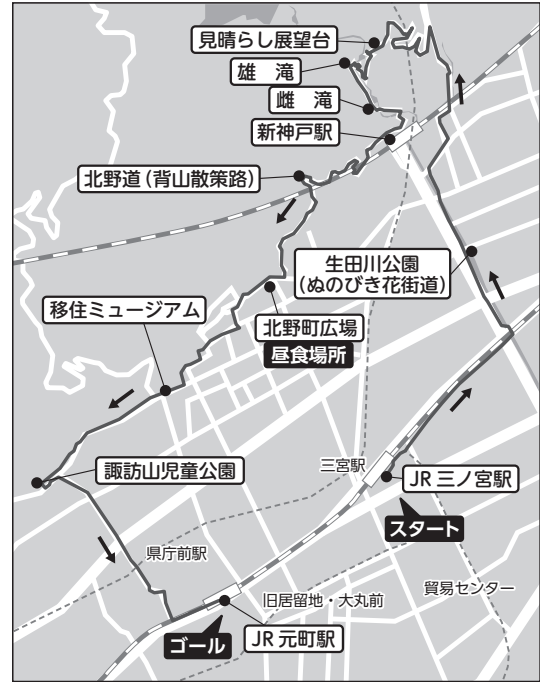 見晴らし展望台
雄 滝
雌 滝
新神戸駅
北野道(背山散策路)
生田川公園
(ぬのびき花街道)
移住ミュージアム
北野町広場
昼食場所
諏訪山児童公園
三宮駅
JR 三ノ宮駅
スタート
県庁前駅
貿易センター
旧居留地・大丸前
JR 元町駅
ゴール